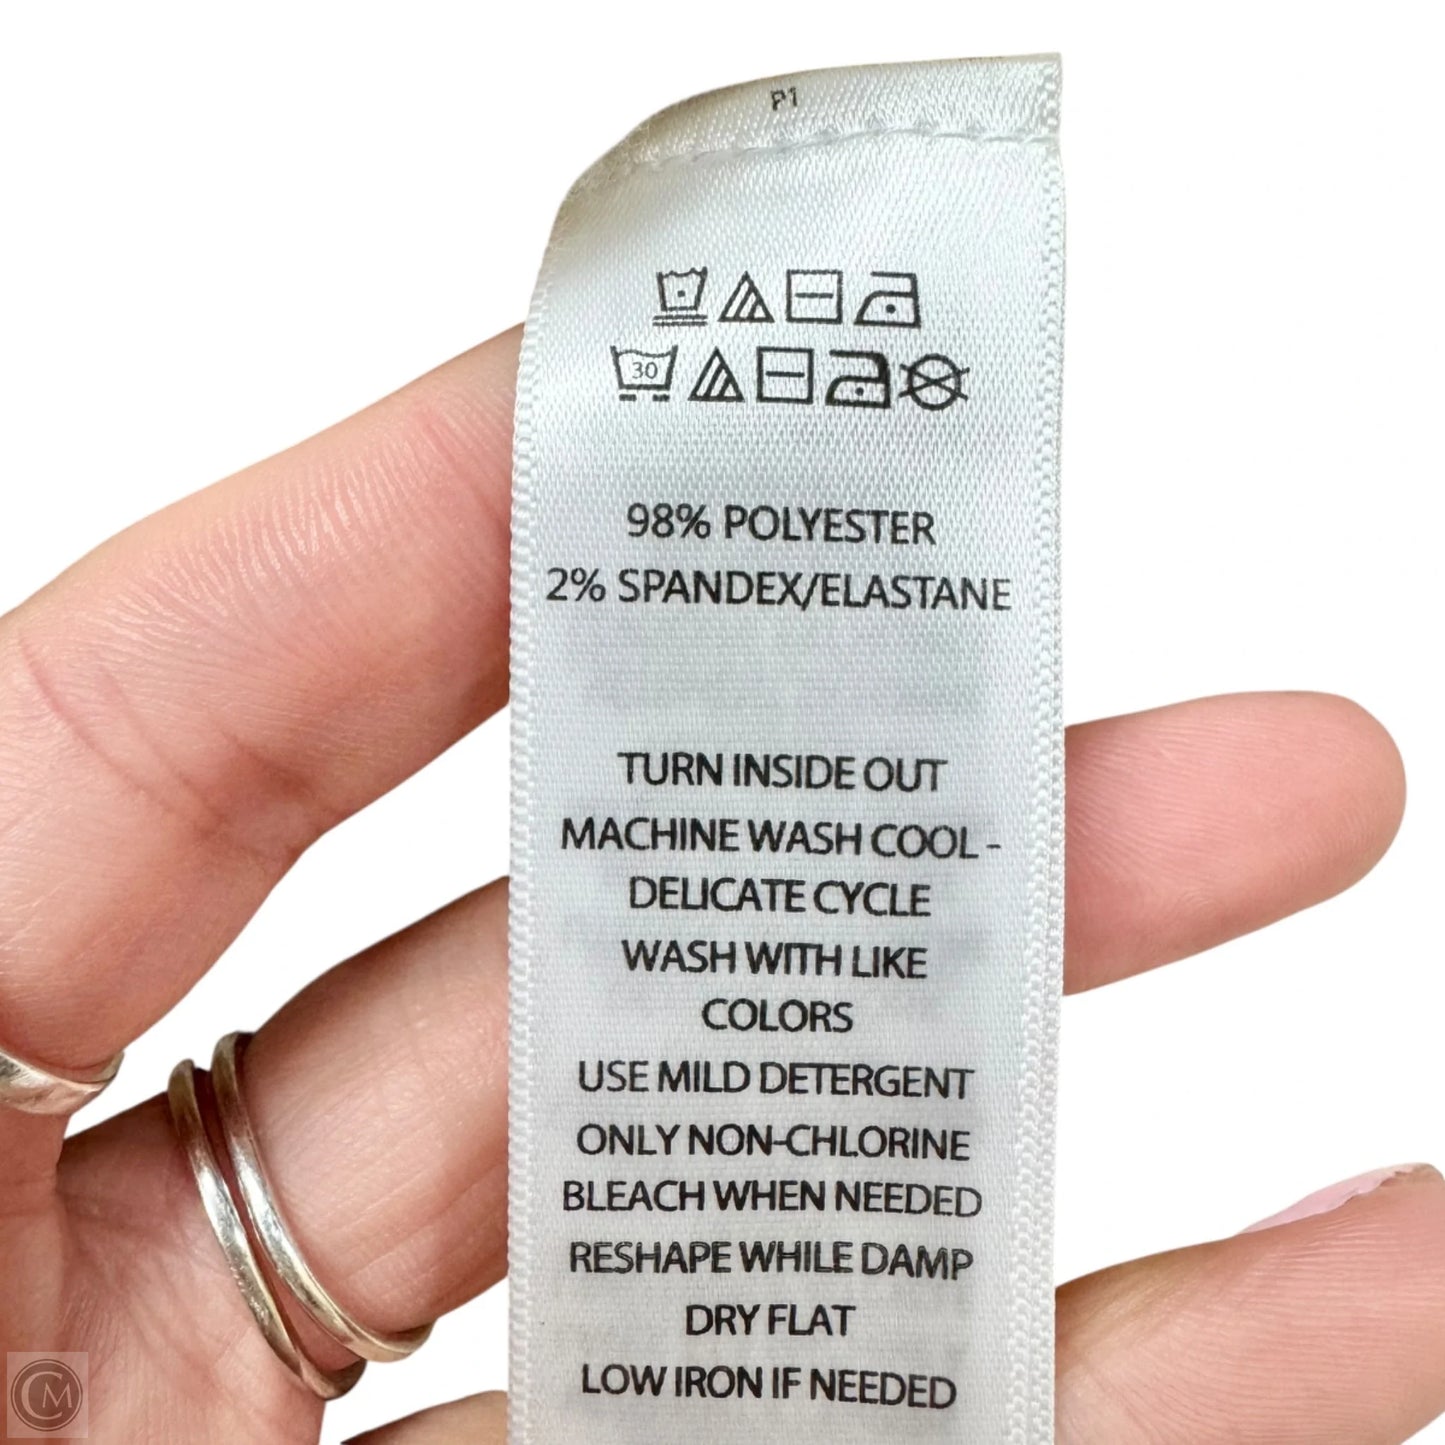 P1
30
98% POLYESTER
2% SPANDEX/ELASTANE
TURN INSIDE OUT
MACHINE WASH COOL -
DELICATE CYCLE
WASH WITH LIKE
COLORS
USE MILD DETERGENT
ONLY NON-CHLORINE
BLEACH WHEN NEEDED
RESHAPE WHILE DAMP
DRY FLAT
LOW IRON IF NEEDED
CM